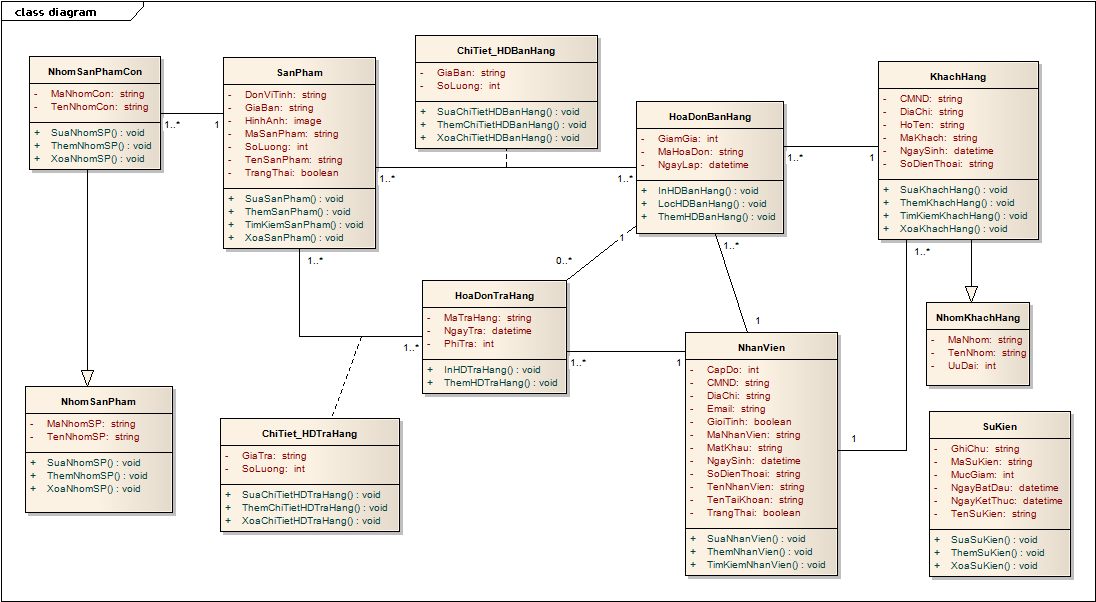 class diagram
NhomSanPhamCon
- MaNhomCon: string
- TenNhomCon: string
+ SuaNhomSP() : void
+ ThemNhomSP() : void
+ XoaNhomSP() : void
1..*
1
SanPham
- DonViTinh: string
- GiaBan: string
- HinhAnh: image
- MaSanPham: string
- SoLuong: int
- TenSanPham: string
- TrangThai: boolean
+ SuaSanPham() : void
+ ThemSanPham() : void
+ TimKiemSanPham() : void
+ XoaSanPham() : void
1..*
1..*
ChiTiet_HDBanHang
- GiaBan: string
- SoLuong: int
+ SuaChiTietHDBanHang() : void
+ ThemChiTietHDBanHang() : void
+ XoaChiTietHDBanHang() : void
1..*
HoaDonBanHang
- GiamGia: int
- MaHoaDon: string
- NgayLap: datetime
+ InHDBanHang() : void
+ LocHDBanHang() : void
+ ThemHDBanHang() : void
1..*
1
KhachHang
- CMND: string
- DiaChi: string
- HoTen: string
- MaKhach: string
- NgaySinh: datetime
- SoDienThoai: string
+ SuaKhachHang() : void
+ ThemKhachHang() : void
+ TimKiemKhachHang() : void
+ XoaKhachHang() : void
1
0..*
1..*
1
1..*
HoaDonTraHang
- MaTraHang: string
- NgayTra: datetime
- PhiTra: int
+ InHDTraHang() : void
+ ThemHDTraHang() : void
1..*
1..*
1
NhomKhachHang
- MaNhom: string
- TenNhom: string
- UuDai: int
NhanVien
- CapDo: int
- CMND: string
- DiaChi: string
- Email: string
- GioiTinh: boolean
- MaNhanVien: string
- MatKhau: string
- NgaySinh: datetime
- SoDienThoai: string
- TenNhanVien: string
- TenTaiKhoan: string
- TrangThai: boolean
+ SuaNhanVien() : void
+ ThemNhanVien() : void
+ TimKiemNhanVien() : void
1
NhomSanPham
- MaNhomSP: string
- TenNhomSP: string
+ SuaNhomSP() : void
+ ThemNhomSP() : void
+ XoaNhomSP() : void
ChiTiet_HDTraHang
- GiaTra: string
- SoLuong: int
+ SuaChiTietHDTraHang() : void
+ ThemChiTietHDTraHang() : void
+ XoaChiTietHDTraHang() : void
SuKien
- GhiChu: string
- MaSuKien: string
- MucGiam: int
- NgayBatDau: datetime
- NgayKetThuc: datetime
- TenSuKien: string
+ SuaSuKien() : void
+ ThemSuKien() : void
+ XoaSuKien() : void